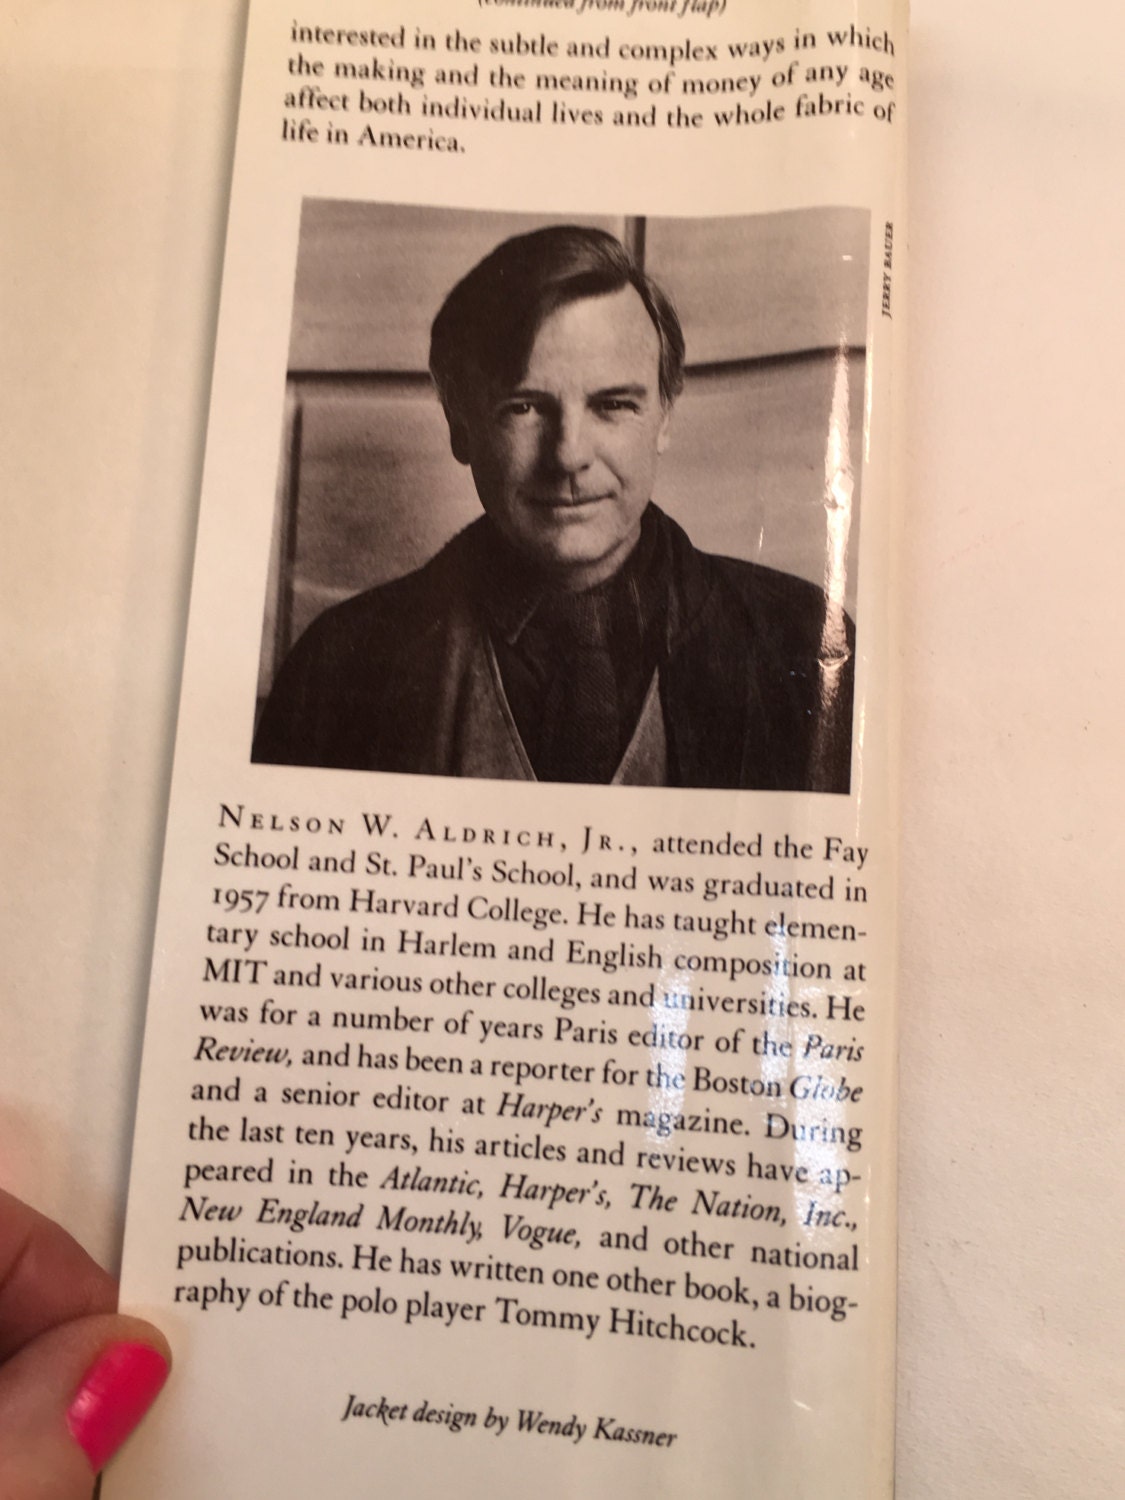 (continued from front flap)
interested in the subtle and complex ways in which
the making and the meaning of money of any age
affect both individual lives and the whole fabric of
life in America.
JERRY BAUER
NELSON W. ALDRICH, JR., attended the Fay
School and St. Paul's School, and was graduated in
1957 from Harvard College. He has taught elemen-
tary school in Harlem and English composition at
MIT and various other colleges and universities. He
was for a number of years Paris editor of the Paris
Review, and has been a reporter for the Boston Globe
and a senior editor at Harper's magazine. During
the last ten years, his articles and reviews have ap-
peared in the Atlantic, Harper's, The Nation, Inc.,
New England Monthly, Vogue, and other national
publications. He has written one other book, a biog-
raphy of the polo player Tommy Hitchcock.
Jacket design by Wendy Kassner